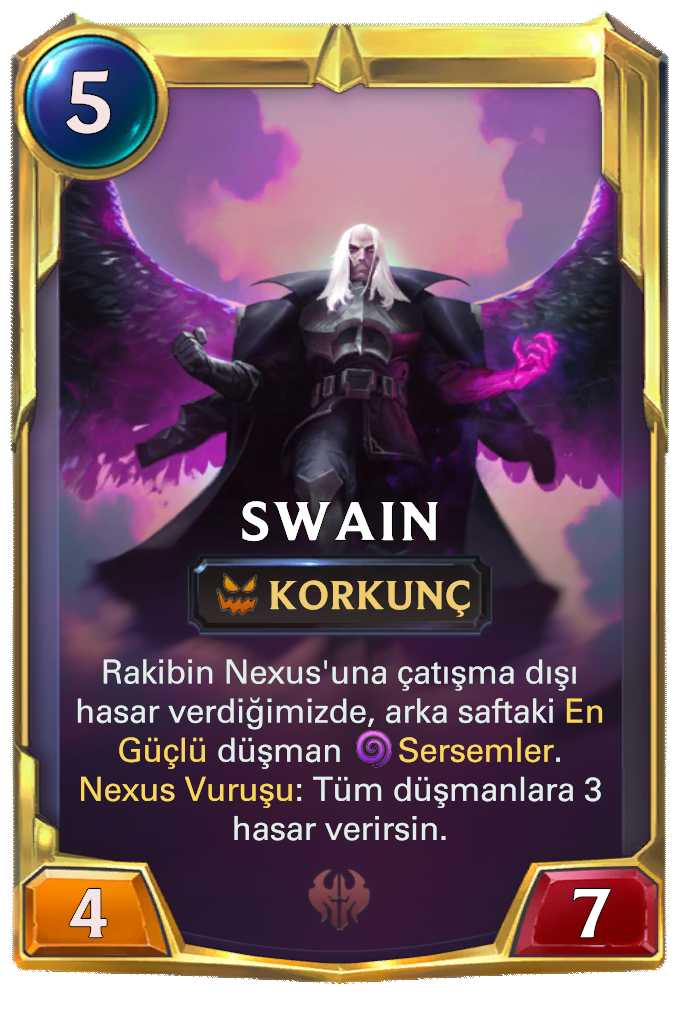 5
SWAIN
KORKUNÇ
Rakibin Nexus'una çatışma dışı
hasar verdiğimizde, arka saftaki En
Güçlü düşman Sersemler.
Nexus Vuruşu: Tüm düşmanlara 3
hasar verirsin.
4
7